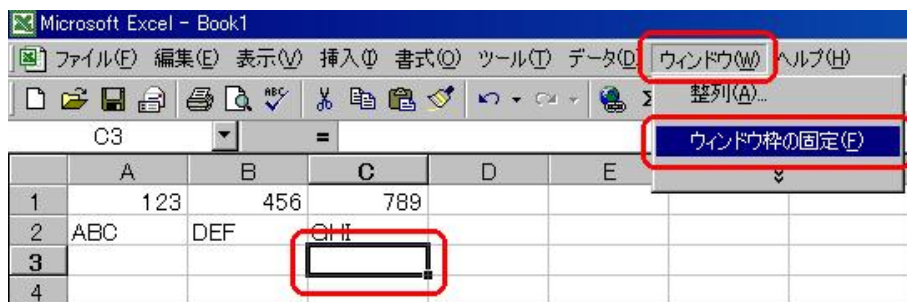 Microsoft Excel - Book1
ファイル(F) 編集(E) 表示(V) 挿入(I) 書式(O) ツール(T) データ(D) ウィンドウ(W) ヘルプ(H)
整列(A)...
C3 =
ウィンドウ枠の固定(F)
A B C D E
1 123 456 789
2 ABC DEF GHI
3
4